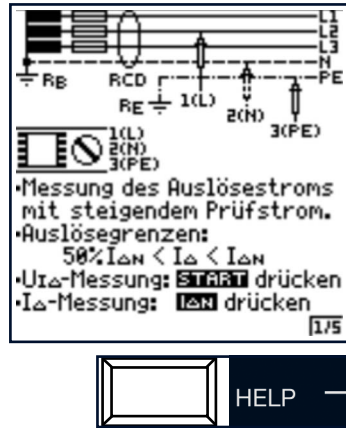 L1
L2
L3
N
PE
RB RCD
RE 1(L)
2(N)
3(PE)
1(L)
2(N)
3(PE)
•Messung des Auslösestroms
mit steigendem Prüfstrom.
•Auslösegrenzen:
50%I∆N < I∆ < I∆N
•UI∆-Messung: START drücken
•I∆-Messung: I∆N drücken
1/5
HELP